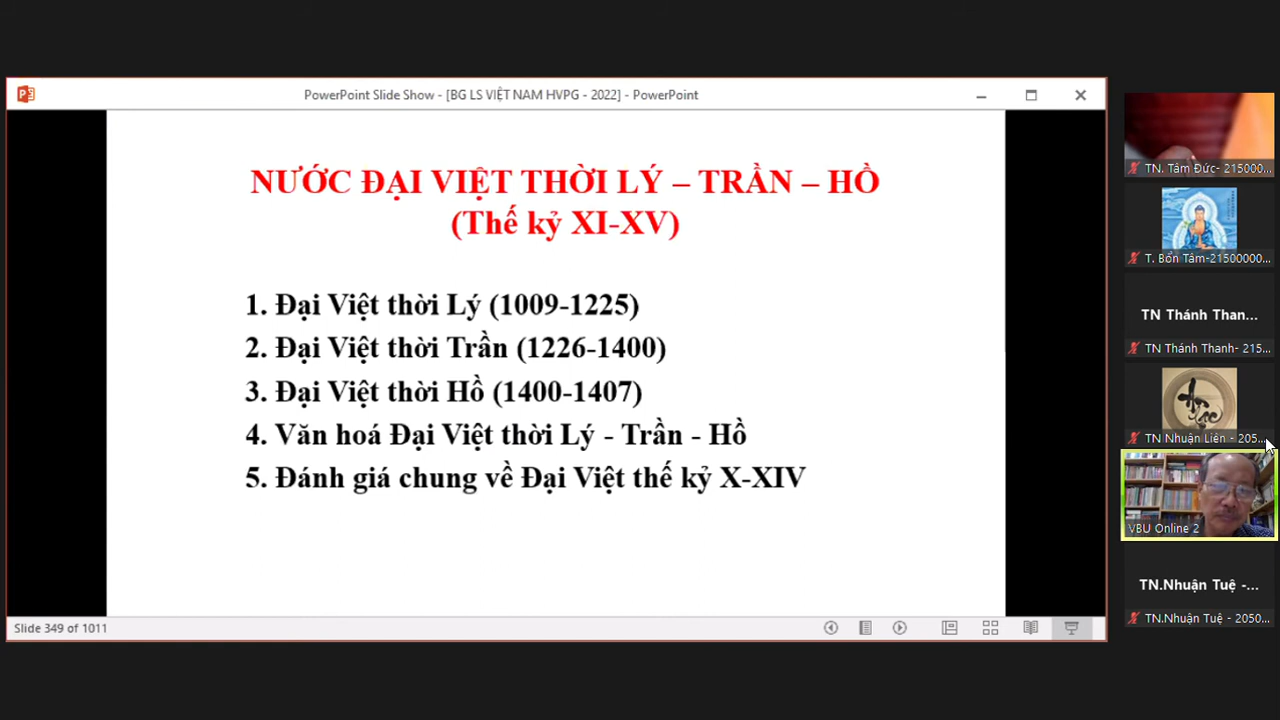 PowerPoint Slide Show - [BG LS VIỆT NAM HVPG - 2022] - PowerPoint
NƯỚC ĐẠI VIỆT THỜI LÝ – TRẦN – HỒ
(Thế kỷ XI-XV)
1. Đại Việt thời Lý (1009-1225)
2. Đại Việt thời Trần (1226-1400)
3. Đại Việt thời Hồ (1400-1407)
4. Văn hoá Đại Việt thời Lý - Trần - Hồ
5. Đánh giá chung về Đại Việt thế kỷ X-XIV
Slide 349 of 1011
TN. Tâm Đức- 215000...
T. Bổn Tâm-21500000...
TN Thánh Than...
TN Thánh Thanh- 215...
TN Nhuận Liên - 205...
VBU Online 2
TN.Nhuận Tuệ -...
TN.Nhuận Tuệ - 2050...